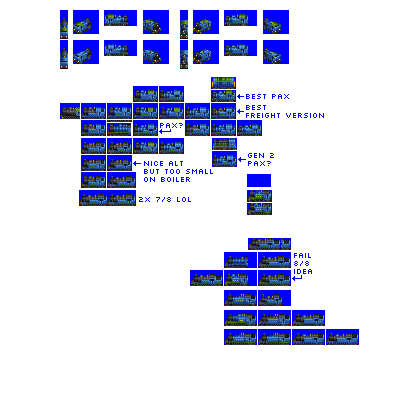 BEST PAX
BEST
FREIGHT VERSION
PAX?
GEN 2
PAX?
NICE ALT
BUT TOO SMALL
ON BOILER
2X 7/8 LOL
FAIL
8/8
IDEA